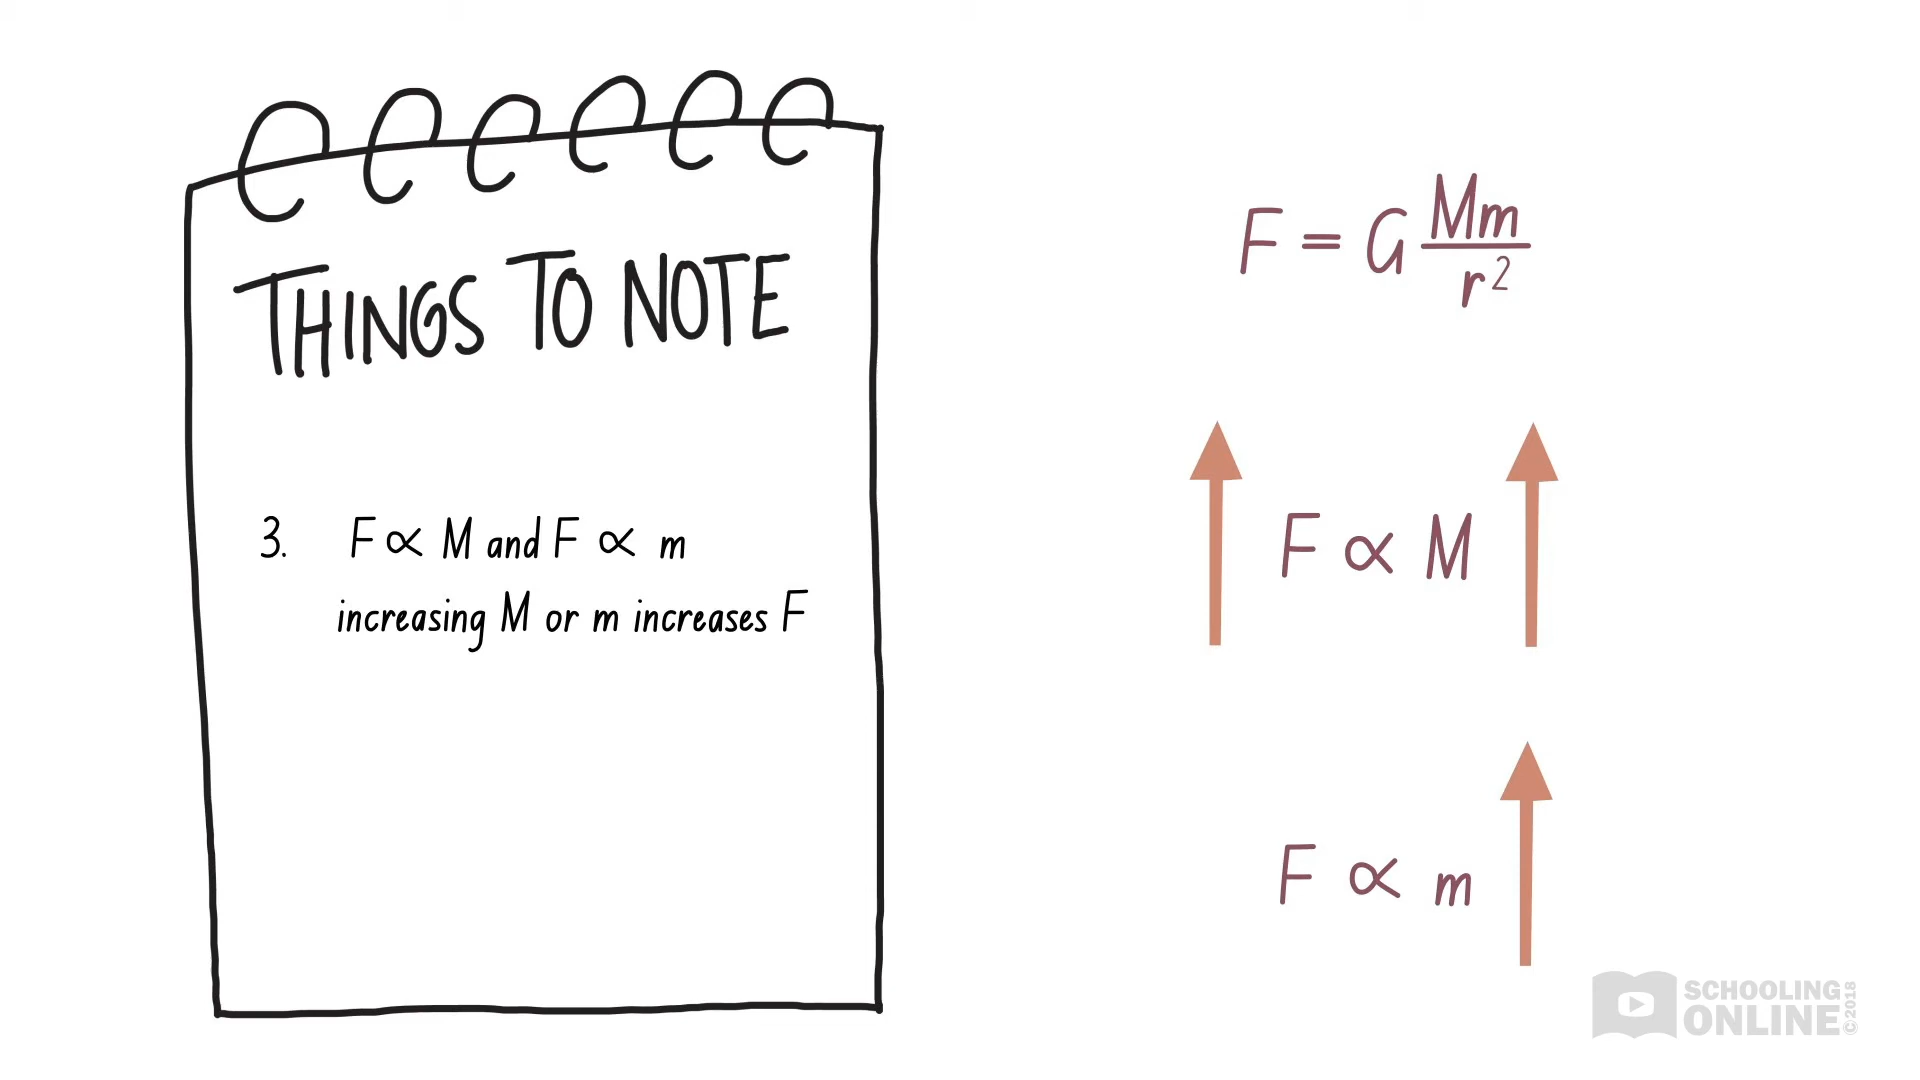 THINGS TO NOTE
3. F ∝ M and F ∝ m
increasing M or m increases F
F = G Mm/r²
F ∝ M
F ∝ m
SCHOOLING
ONLINE
©2018